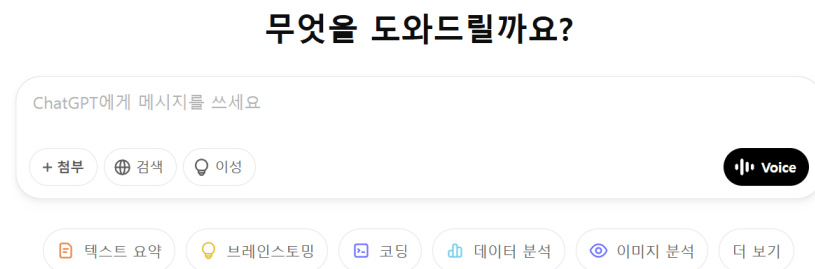 무엇을 도와드릴까요?
ChatGPT에게 메시지를 쓰세요
+ 첨부 검색 이성 Voice
텍스트 요약 브레인스토밍 코딩 데이터 분석 이미지 분석 더 보기